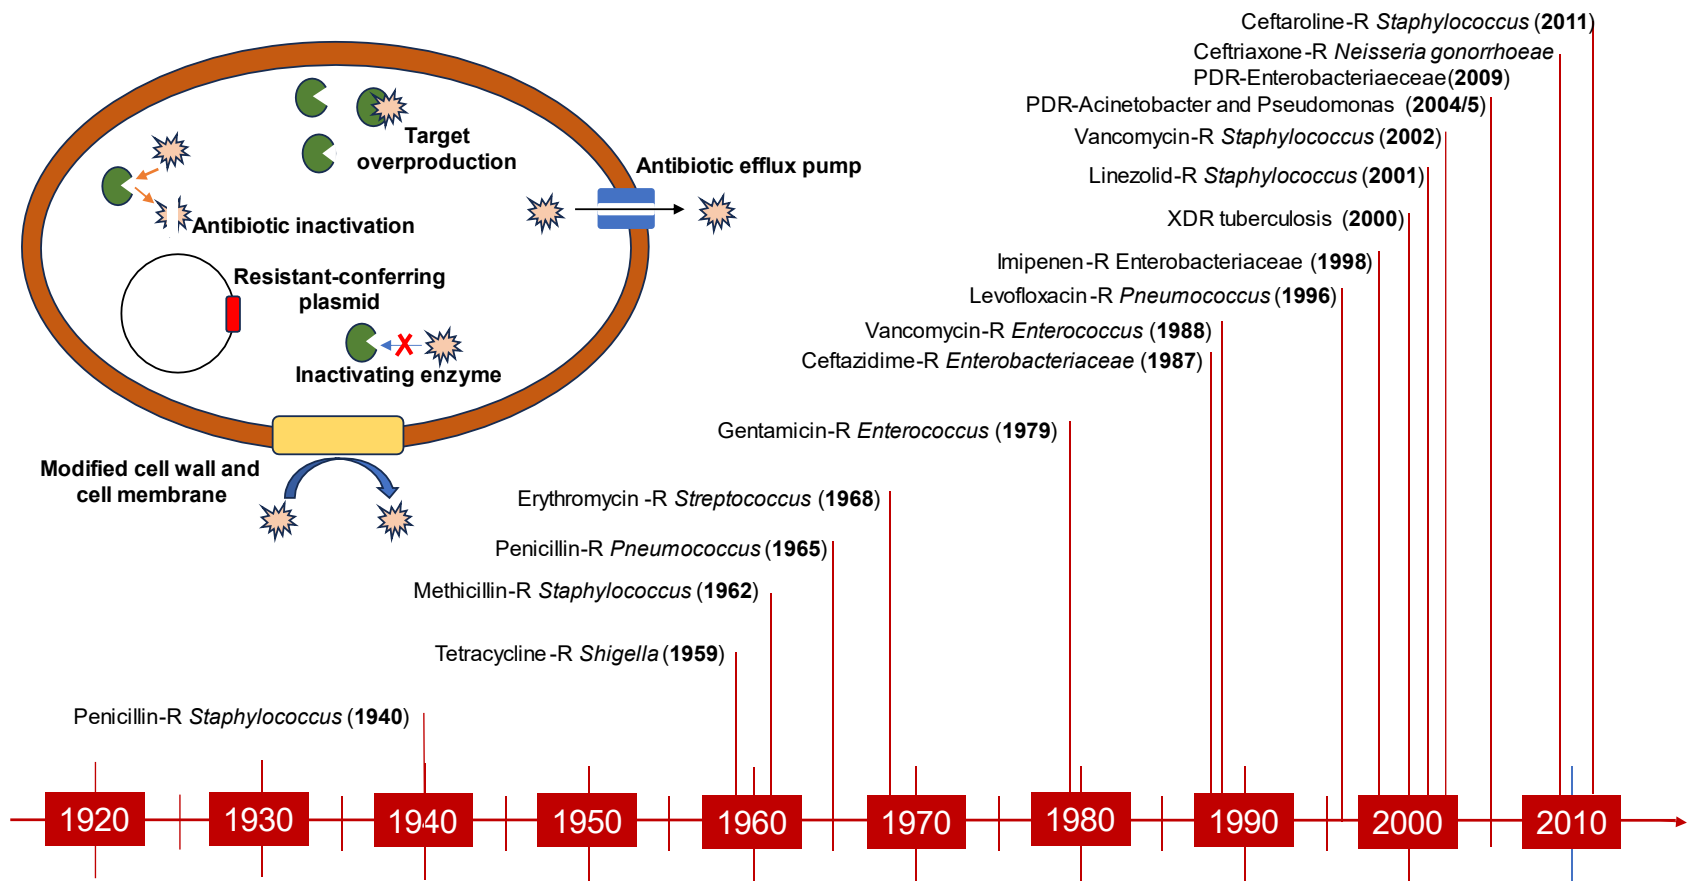 Ceftaroline-R Staphylococcus (2011)
Ceftriaxone-R Neisseria gonorrhoeae
PDR-Enterobacteriaeceae(2009)
PDR-Acinetobacter and Pseudomonas (2004/5)
Vancomycin-R Staphylococcus (2002)
Linezolid-R Staphylococcus (2001)
XDR tuberculosis (2000)
Imipenen-R Enterobacteriaceae (1998)
Levofloxacin-R Pneumococcus (1996)
Vancomycin-R Enterococcus (1988)
Ceftazidime-R Enterobacteriaceae (1987)
Gentamicin-R Enterococcus (1979)
Erythromycin -R Streptococcus (1968)
Penicillin-R Pneumococcus (1965)
Methicillin-R Staphylococcus (1962)
Tetracycline-R Shigella (1959)
Penicillin-R Staphylococcus (1940)
Target
overproduction
Antibiotic efflux pump
Antibiotic inactivation
Resistant-conferring
plasmid
Inactivating enzyme
Modified cell wall and
cell membrane
1920
1930
1940
1950
1960
1970
1980
1990
2000
2010